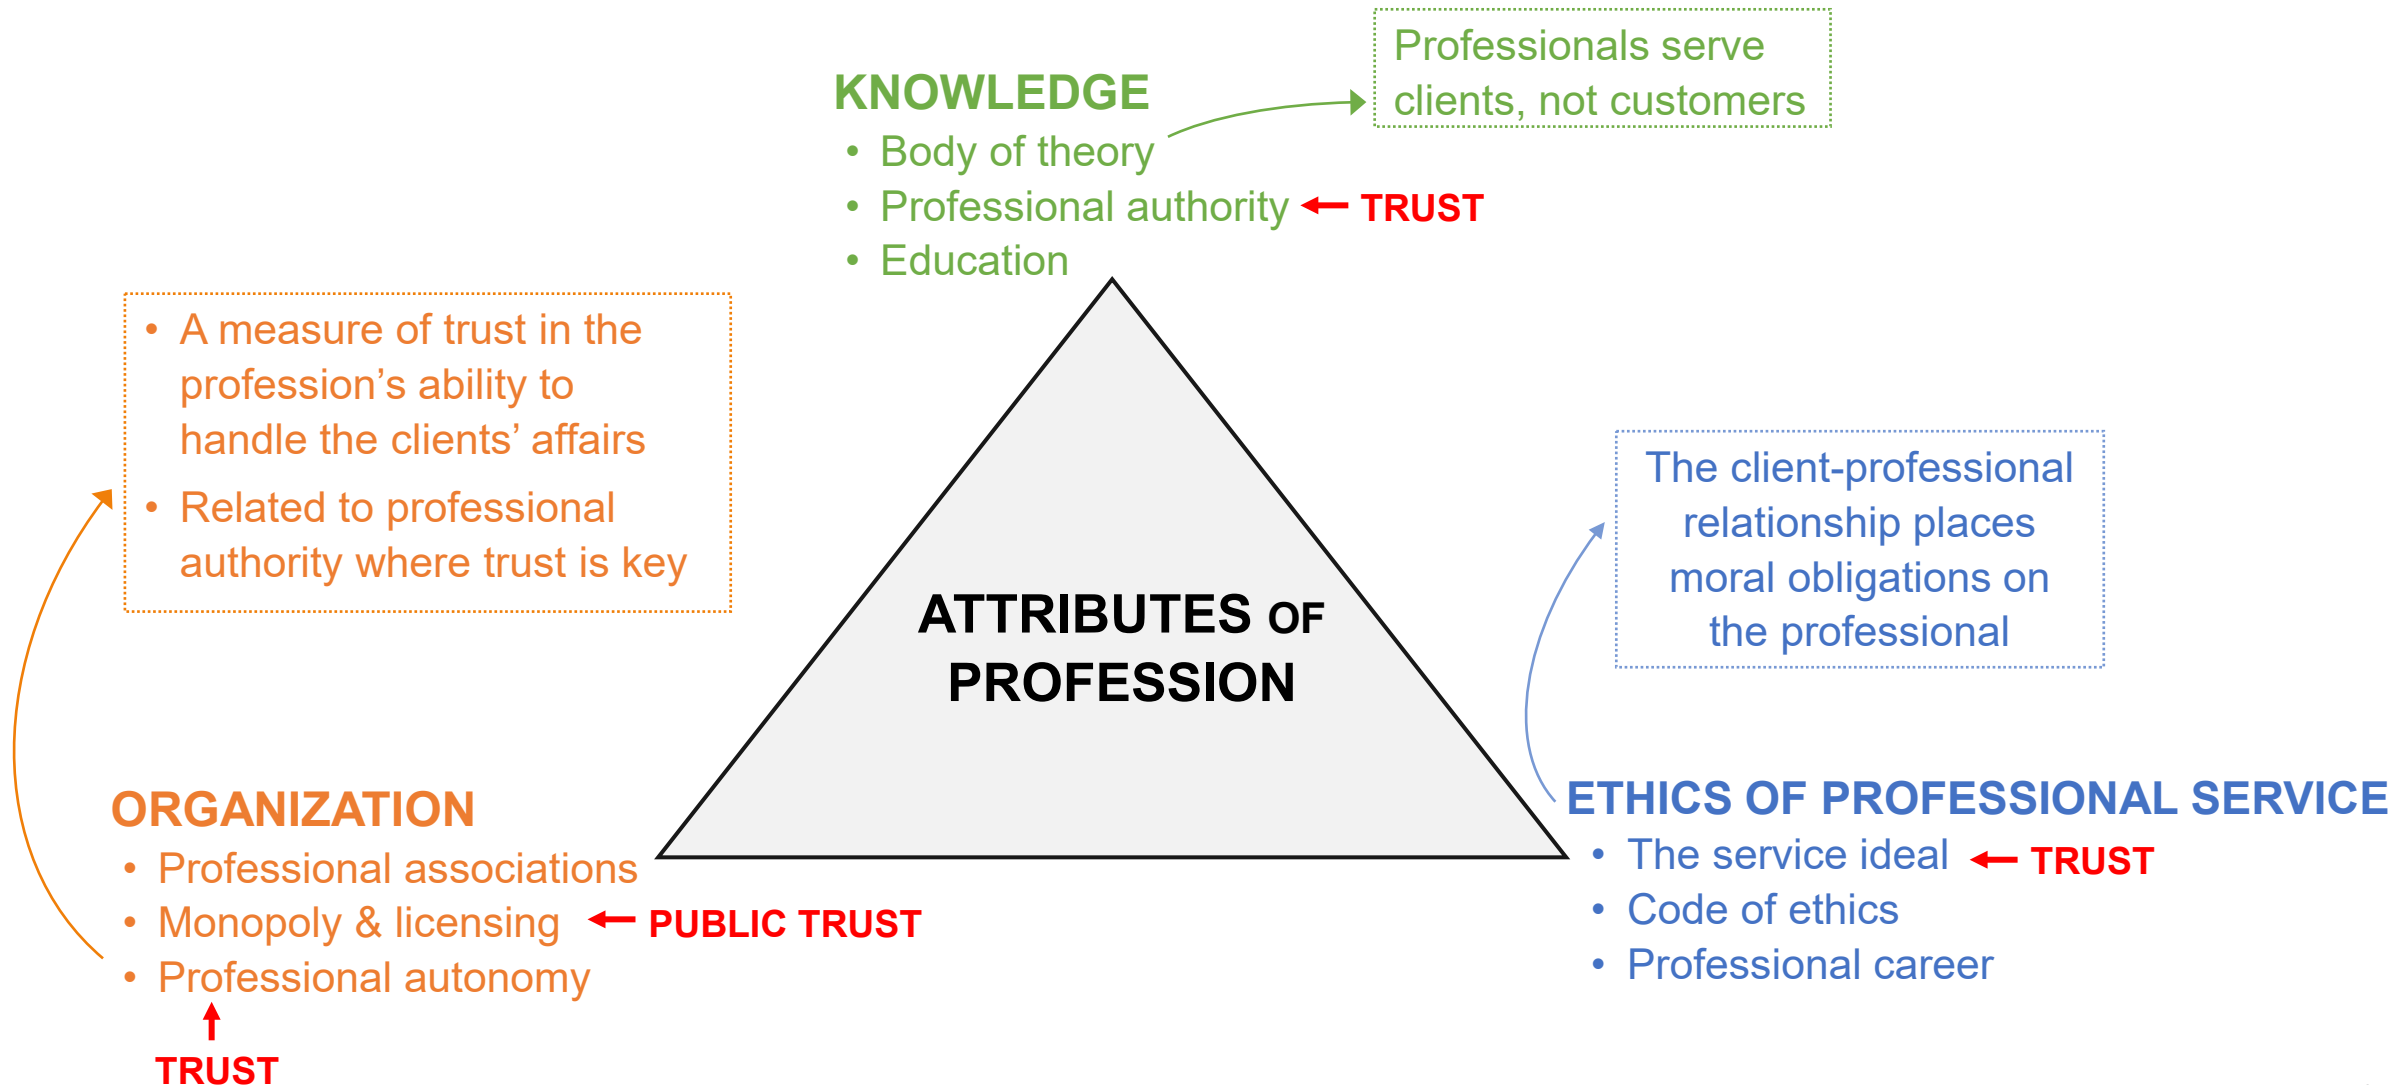 Professionals serve
clients, not customers
KNOWLEDGE
• Body of theory
• Professional authority
TRUST
• Education
• A measure of trust in the
profession’s ability to
handle the clients’ affairs
• Related to professional
authority where trust is key
The client-professional
relationship places
moral obligations on
the professional
ATTRIBUTES OF
PROFESSION
ORGANIZATION
• Professional associations
• Monopoly & licensing
PUBLIC TRUST
• Professional autonomy
TRUST
ETHICS OF PROFESSIONAL SERVICE
• The service ideal
TRUST
• Code of ethics
• Professional career